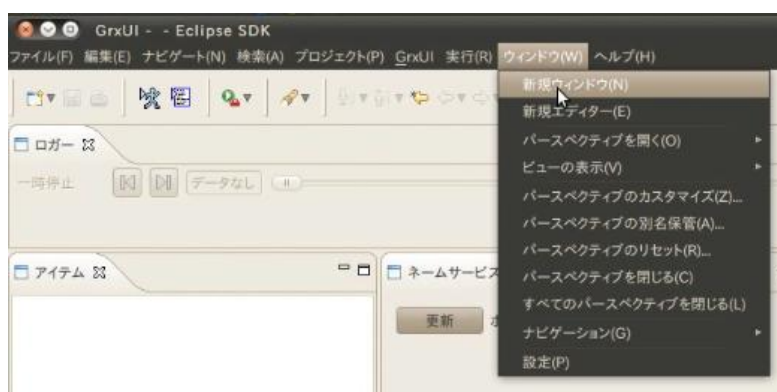 GrxUI - - Eclipse SDK
ファイル(F) 編集(E) ナビゲート(N) 検索(A) プロジェクト(P) GrxUI 実行(R) ウィンドウ(W) ヘルプ(H)
新規ウィンドウ(N)
新規エディター(E)
パースペクティブを開く(O)
ビューの表示(V)
パースペクティブのカスタマイズ(Z)...
パースペクティブの別名保管(A)...
パースペクティブのリセット(R)...
パースペクティブを閉じる(C)
すべてのパースペクティブを閉じる(L)
ナビゲーション(G)
設定(P)
ロガー
一時停止 データなし
アイテム
ネームサービス
更新